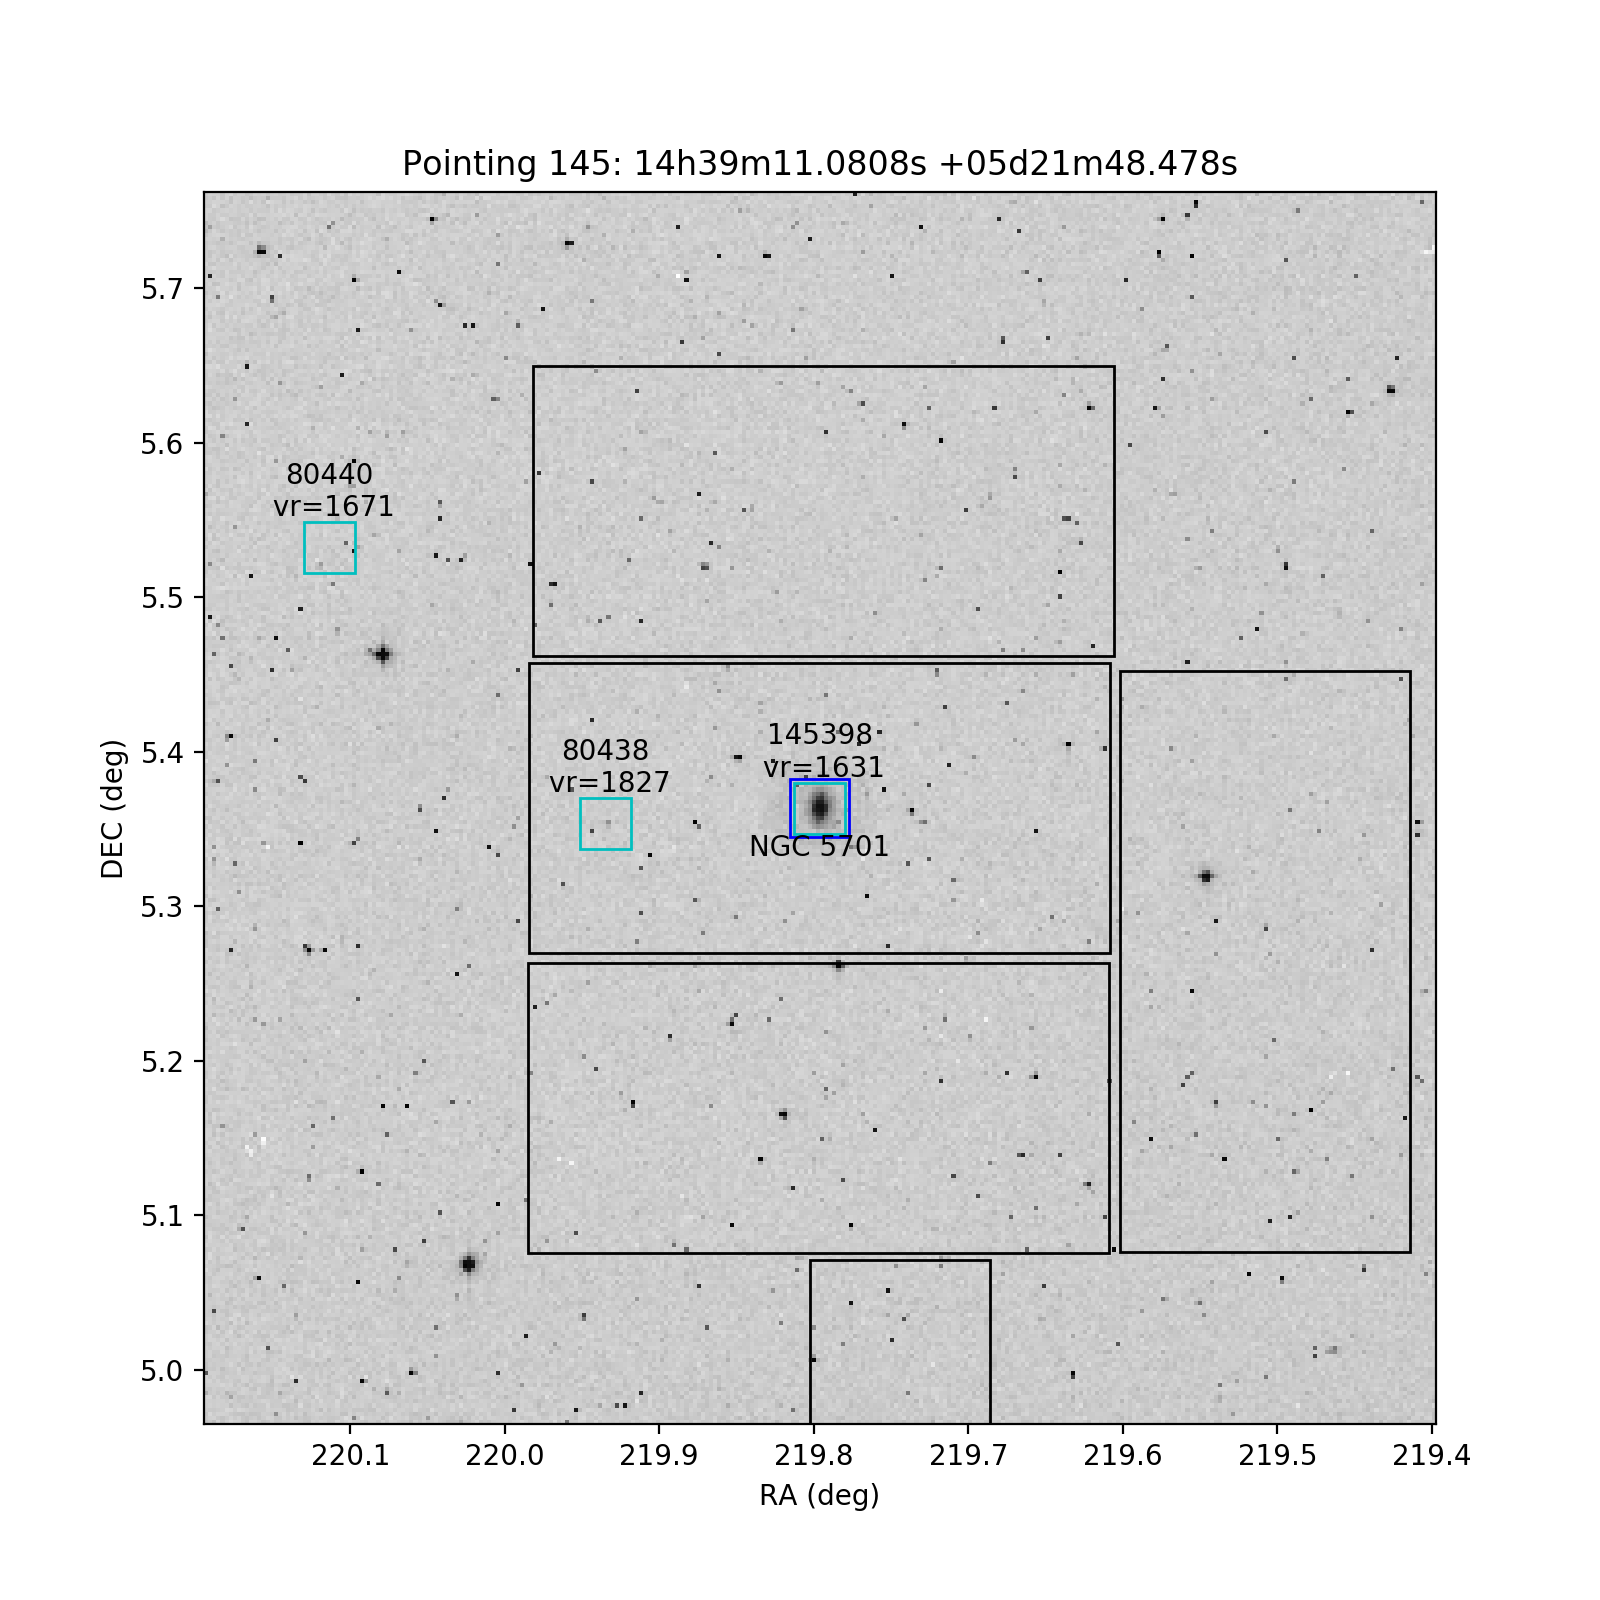 Pointing 145: 14h39m11.0808s +05d21m48.478s
5.7
5.6
5.5
5.4
5.3
5.2
5.1
5.0
DEC (deg)
80440
vr=1671
80438
vr=1827
145398
vr=1631
NGC 5701
220.1 220.0 219.9 219.8 219.7 219.6 219.5 219.4
RA (deg)